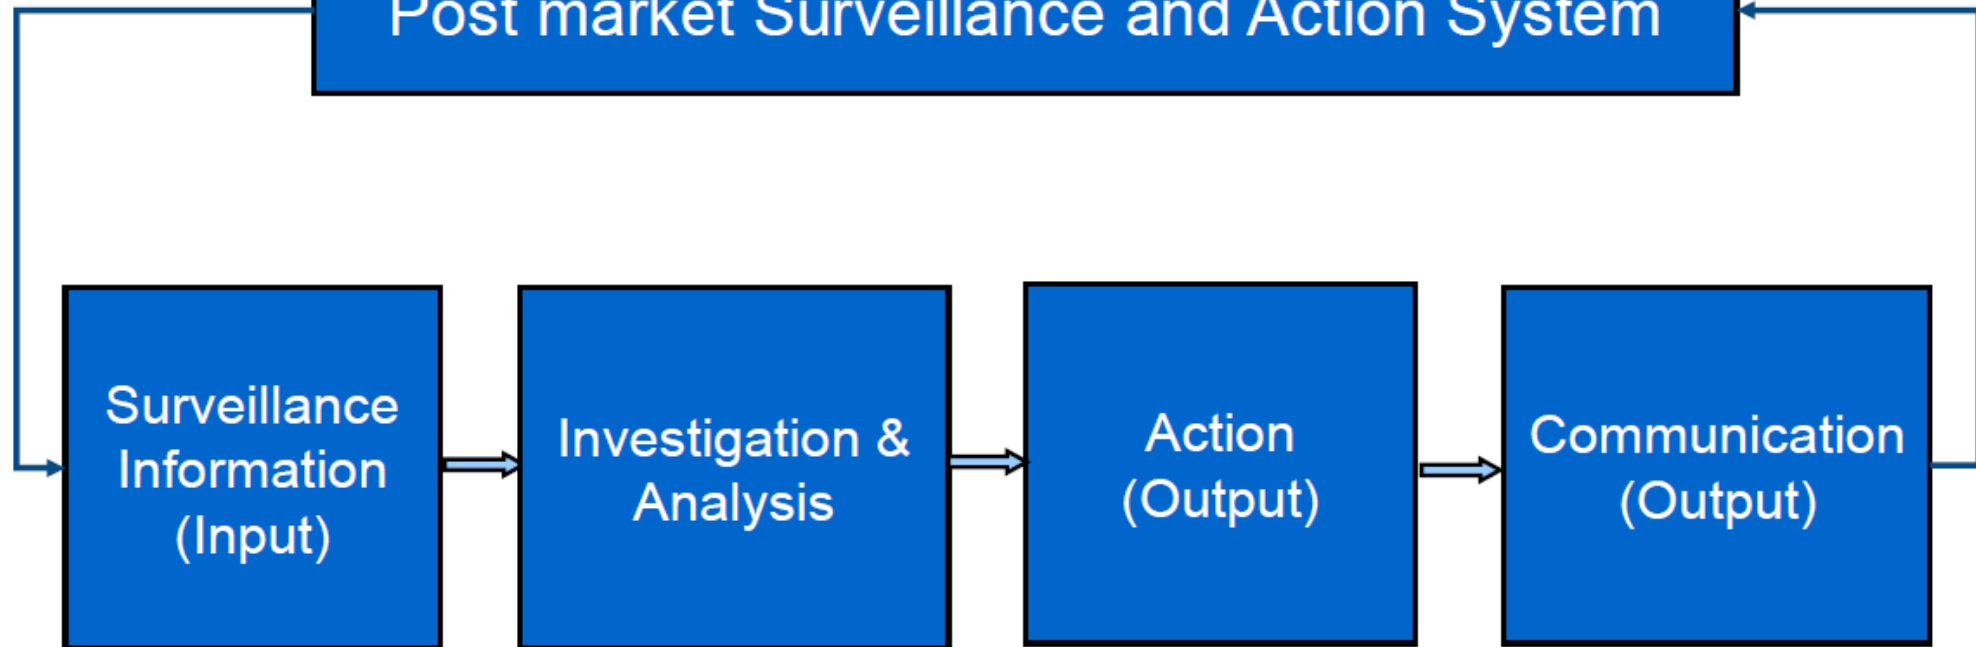 Post market Surveillance and Action System
Surveillance
Information
(Input)
Investigation &
Analysis
Action
(Output)
Communication
(Output)